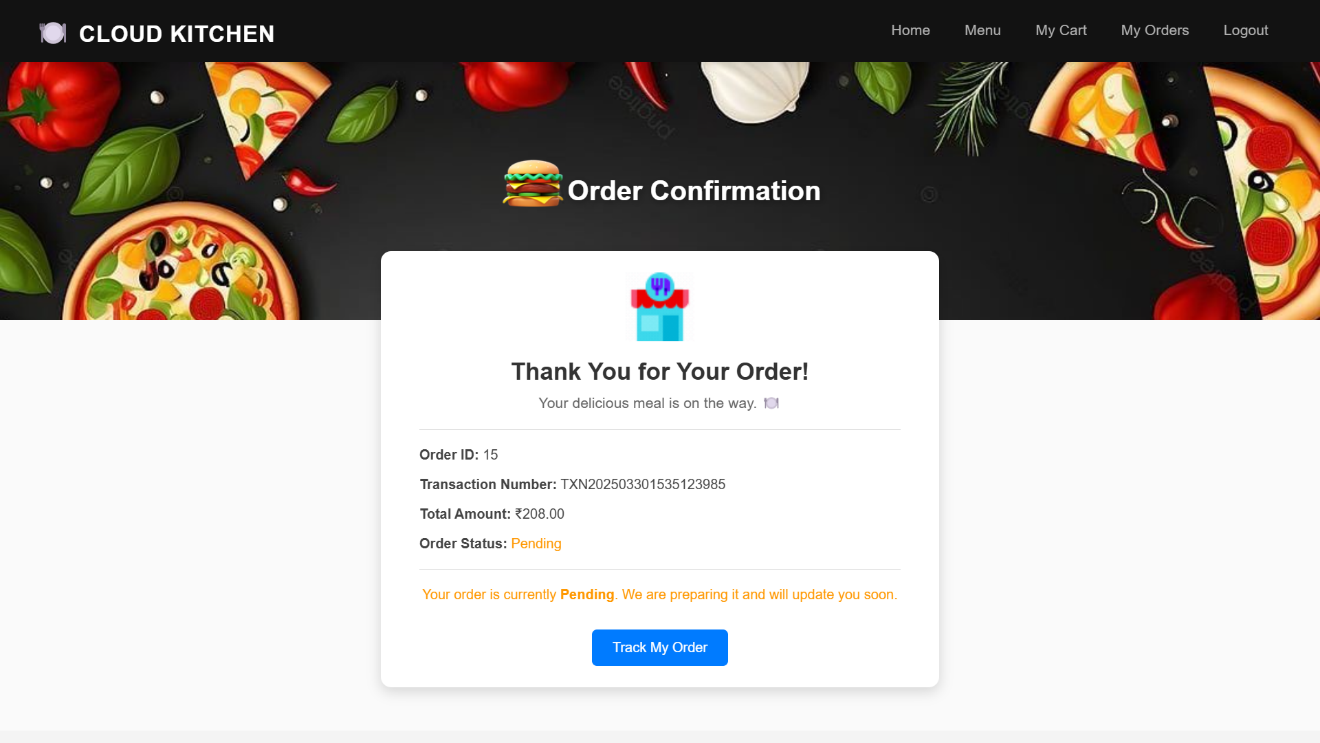 CLOUD KITCHEN
Home Menu My Cart My Orders Logout
pngtree
Order Confirmation
pngtree
Thank You for Your Order!
Your delicious meal is on the way.
Order ID: 15
Transaction Number: TXN202503301535123985
Total Amount: ₹208.00
Order Status: Pending
Your order is currently Pending. We are preparing it and will update you soon.
Track My Order